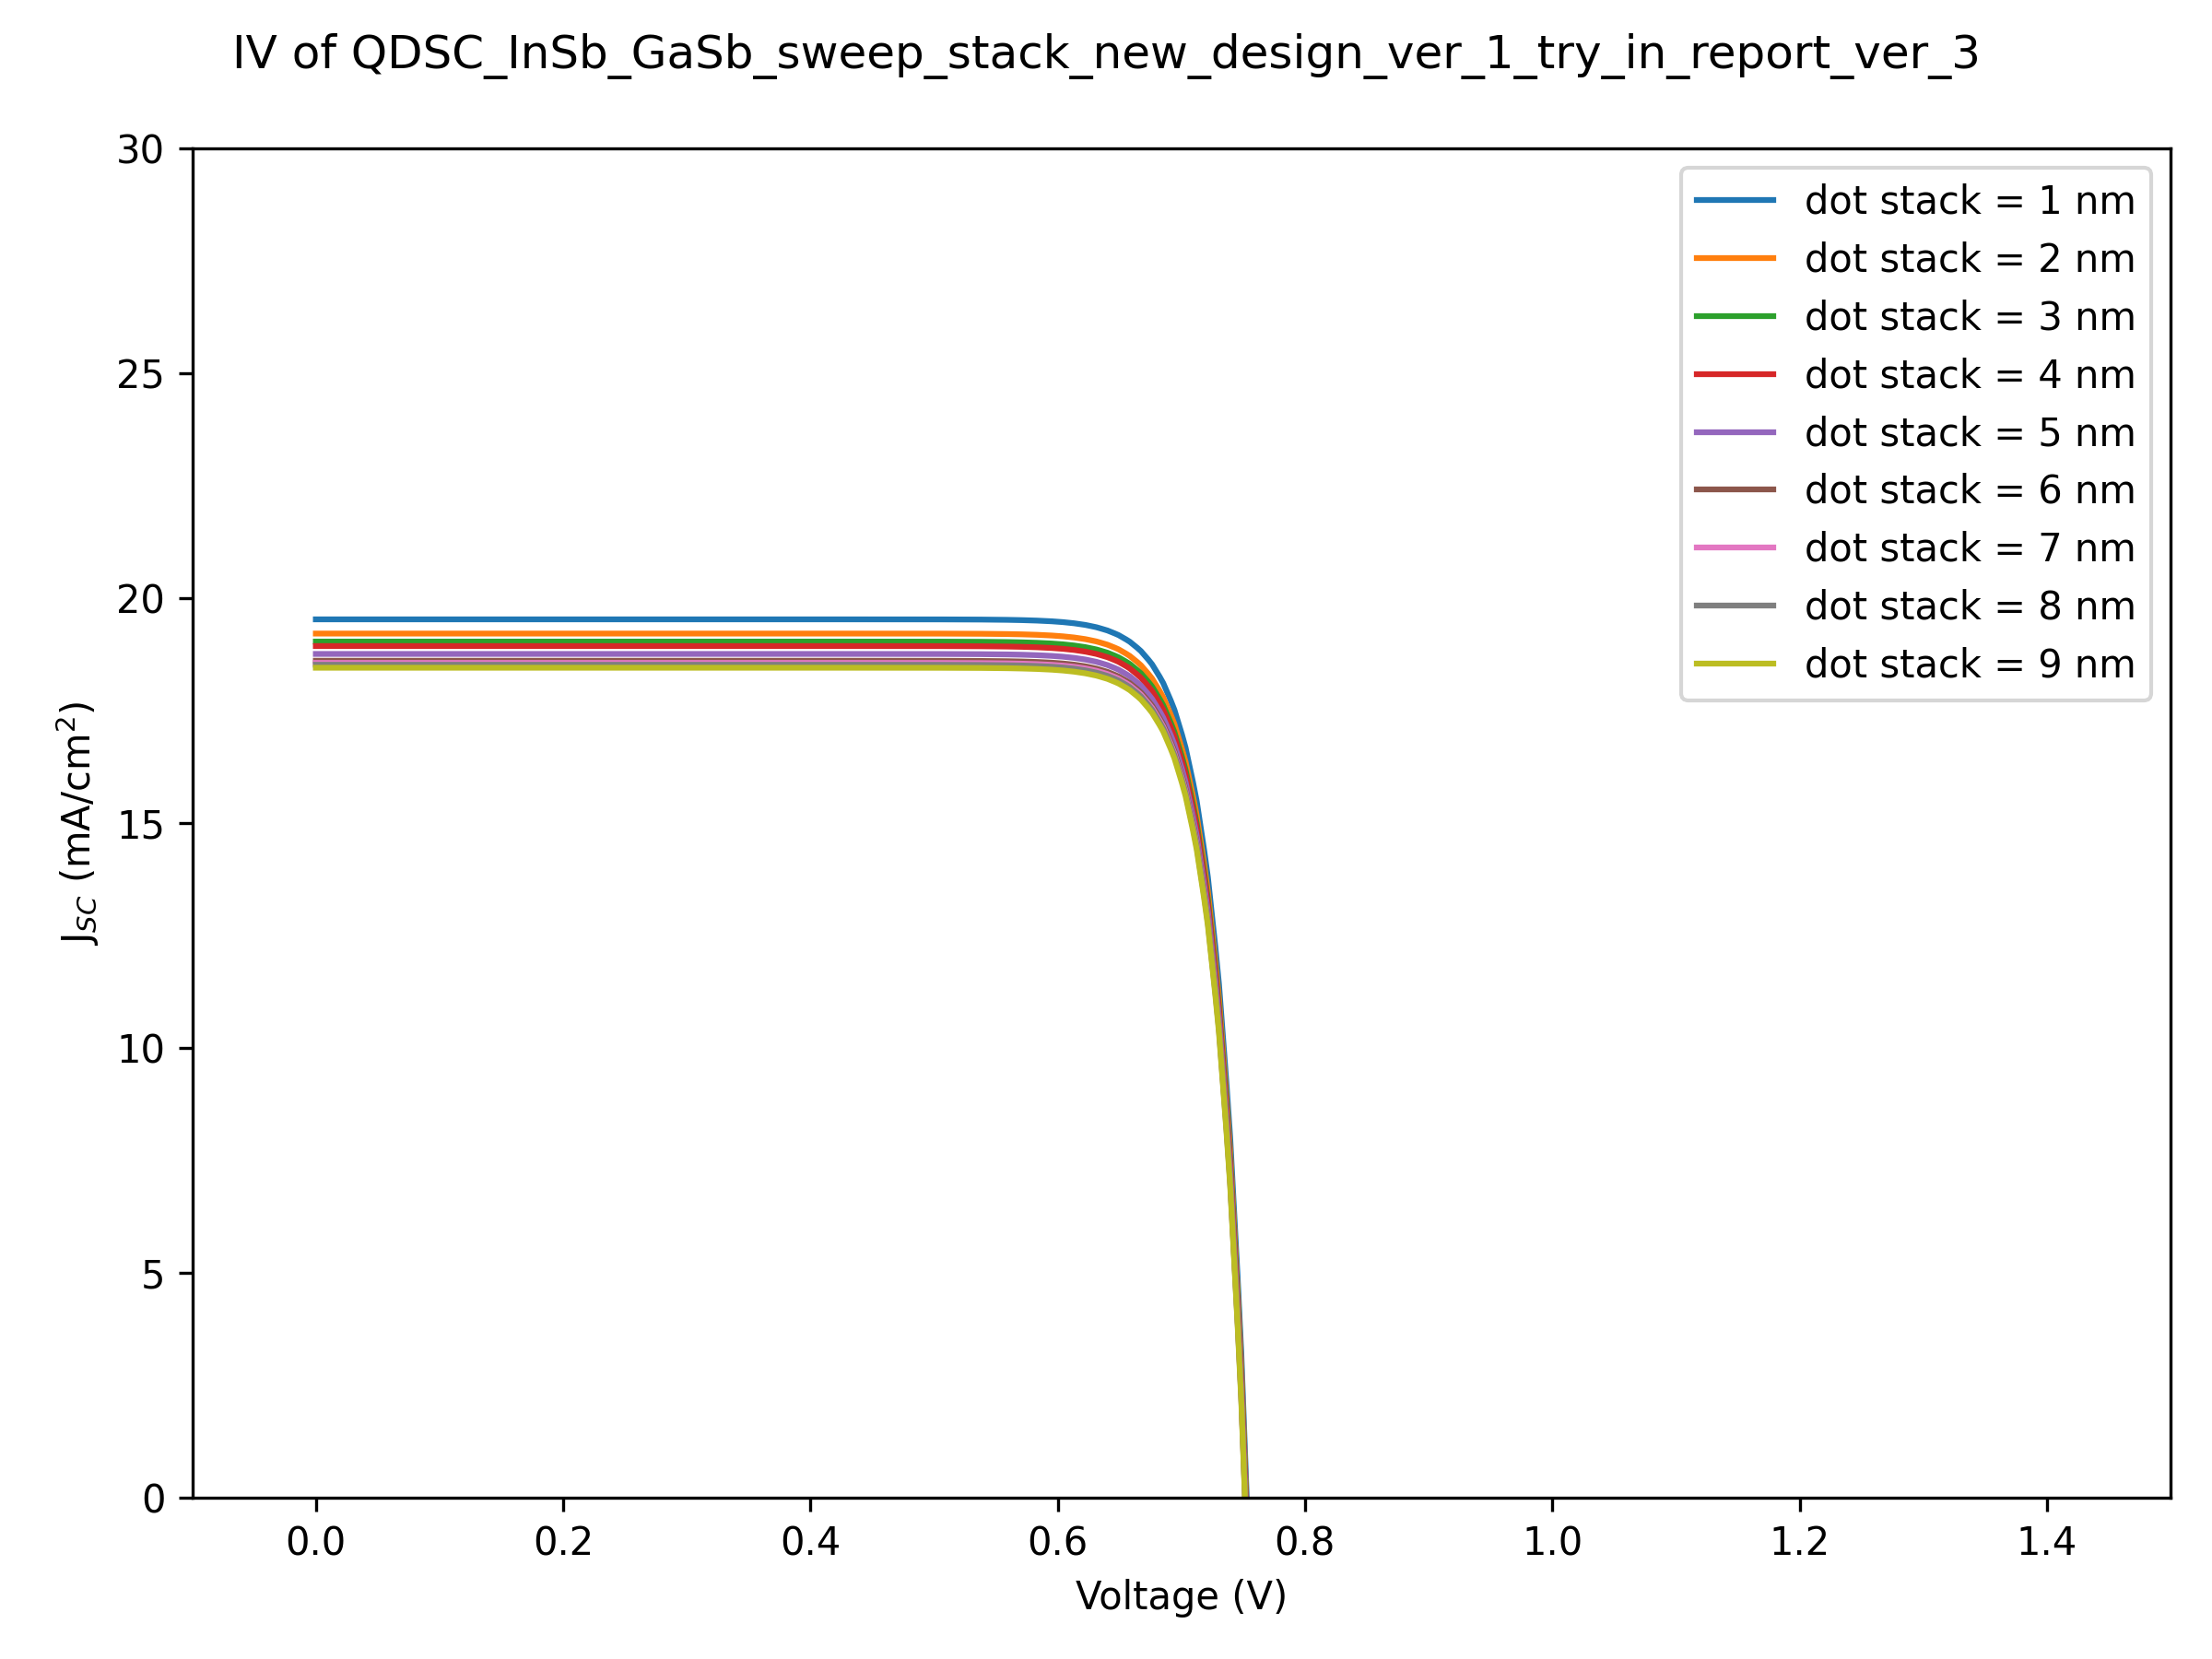 IV of QDSC_InSb_GaSb_sweep_stack_new_design_ver_1_try_in_report_ver_3
30
25
20
15
10
5
0
J_SC (mA/cm²)
dot stack = 1 nm
dot stack = 2 nm
dot stack = 3 nm
dot stack = 4 nm
dot stack = 5 nm
dot stack = 6 nm
dot stack = 7 nm
dot stack = 8 nm
dot stack = 9 nm
0.0 0.2 0.4 0.6 0.8 1.0 1.2 1.4
Voltage (V)